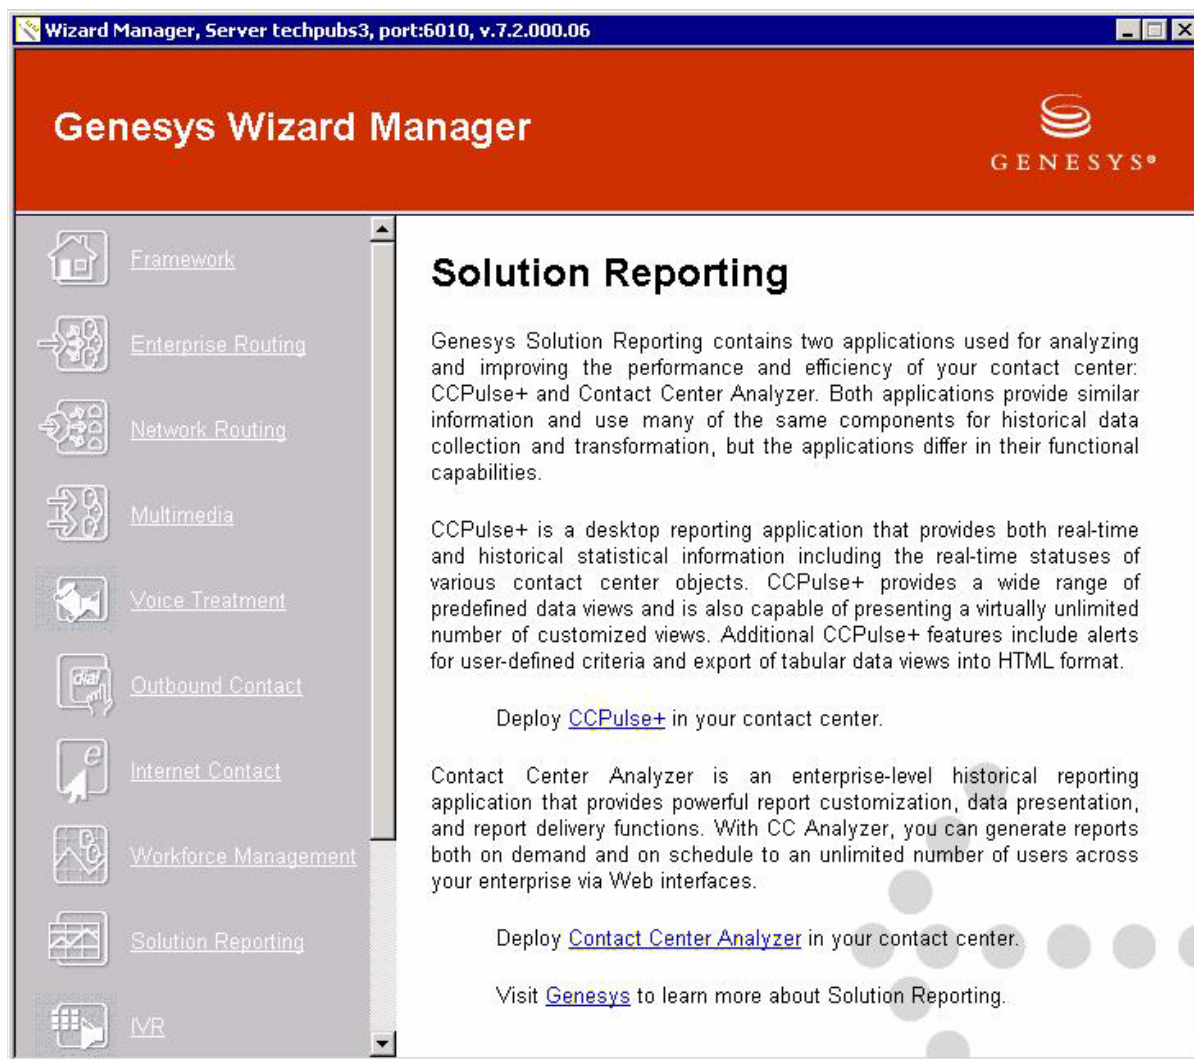 Wizard Manager, Server techpubs3, port:6010, v.7.2.000.06
Genesys Wizard Manager
GENESYS®
Framework
Enterprise Routing
Network Routing
Multimedia
Voice Treatment
dial
Outbound Contact
e
Internet Contact
Workforce Management
Solution Reporting
IVR
Solution Reporting
Genesys Solution Reporting contains two applications used for analyzing
and improving the performance and efficiency of your contact center:
CCPulse+ and Contact Center Analyzer. Both applications provide similar
information and use many of the same components for historical data
collection and transformation, but the applications differ in their functional
capabilities.
CCPulse+ is a desktop reporting application that provides both real-time
and historical statistical information including the real-time statuses of
various contact center objects. CCPulse+ provides a wide range of
predefined data views and is also capable of presenting a virtually unlimited
number of customized views. Additional CCPulse+ features include alerts
for user-defined criteria and export of tabular data views into HTML format.
Deploy CCPulse+ in your contact center.
Contact Center Analyzer is an enterprise-level historical reporting
application that provides powerful report customization, data presentation,
and report delivery functions. With CC Analyzer, you can generate reports
both on demand and on schedule to an unlimited number of users across
your enterprise via Web interfaces.
Deploy Contact Center Analyzer in your contact center.
Visit Genesys to learn more about Solution Reporting.